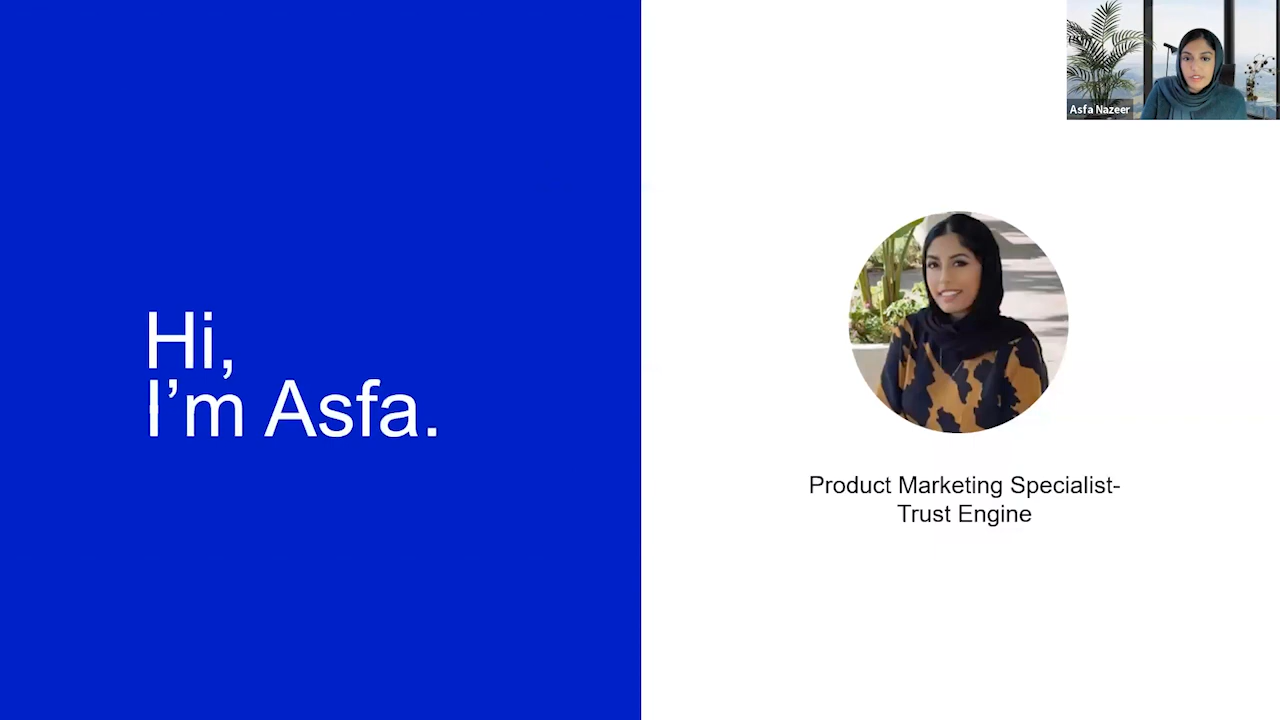 Asfa Nazeer
Hi,
I’m Asfa.
Product Marketing Specialist-
Trust Engine